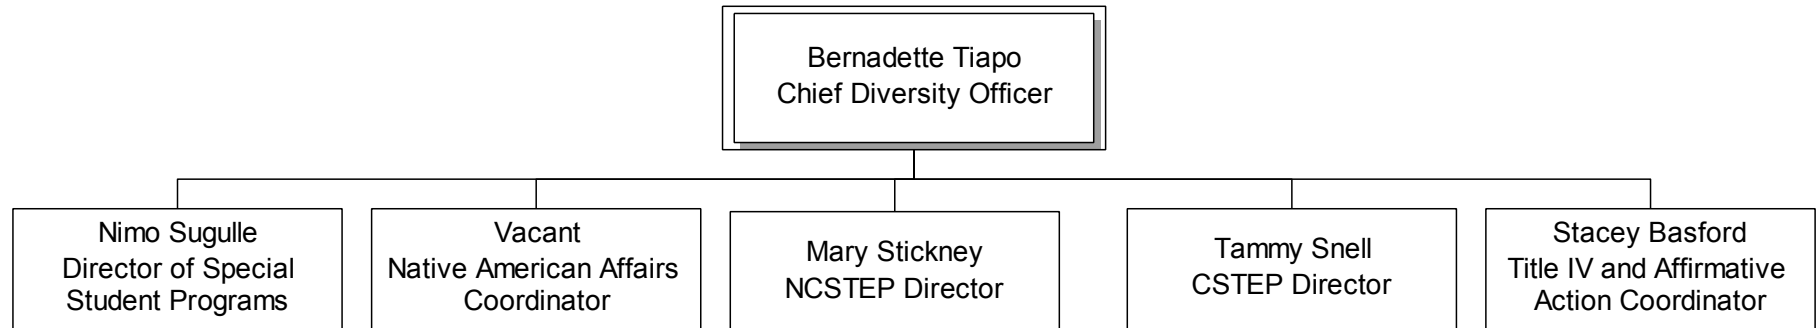 Bernadette Tiapo
Chief Diversity Officer
Nimo Sugulle
Director of Special
Student Programs
Vacant
Native American Affairs
Coordinator
Mary Stickney
NCSTEP Director
Tammy Snell
CSTEP Director
Stacey Basford
Title IV and Affirmative
Action Coordinator